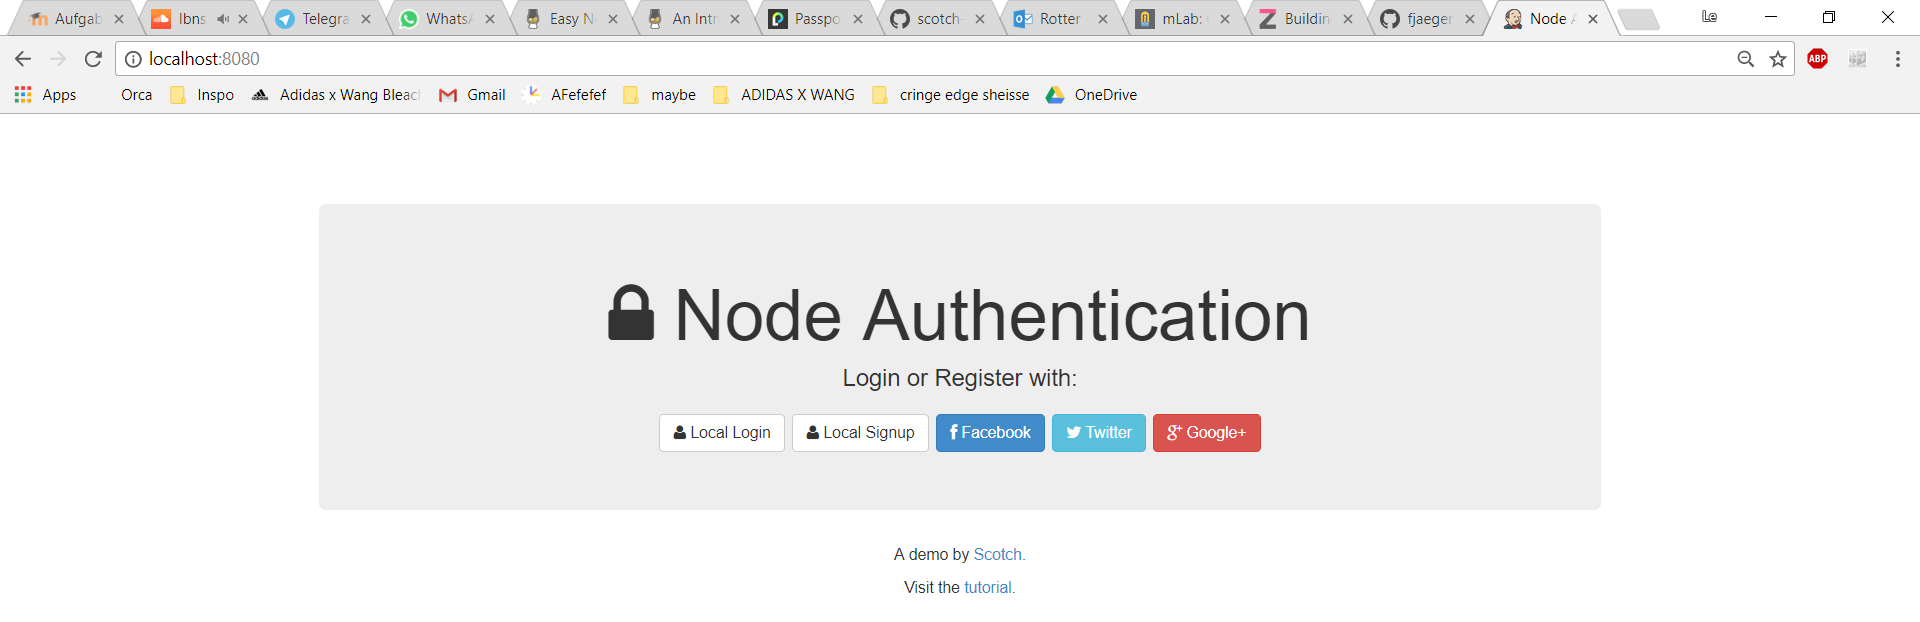 Aufgab Ibns Telegra WhatsA Easy N An Intr Passpo scotch- Rotter mLab: Buildin fjaeger Node A Le
localhost:8080 ABP
Apps Orca Inspo Adidas x Wang Bleac Gmail AFefefef maybe ADIDAS X WANG cringe edge sheisse OneDrive
Node Authentication
Login or Register with:
Local Login Local Signup Facebook Twitter Google+
A demo by Scotch.
Visit the tutorial.